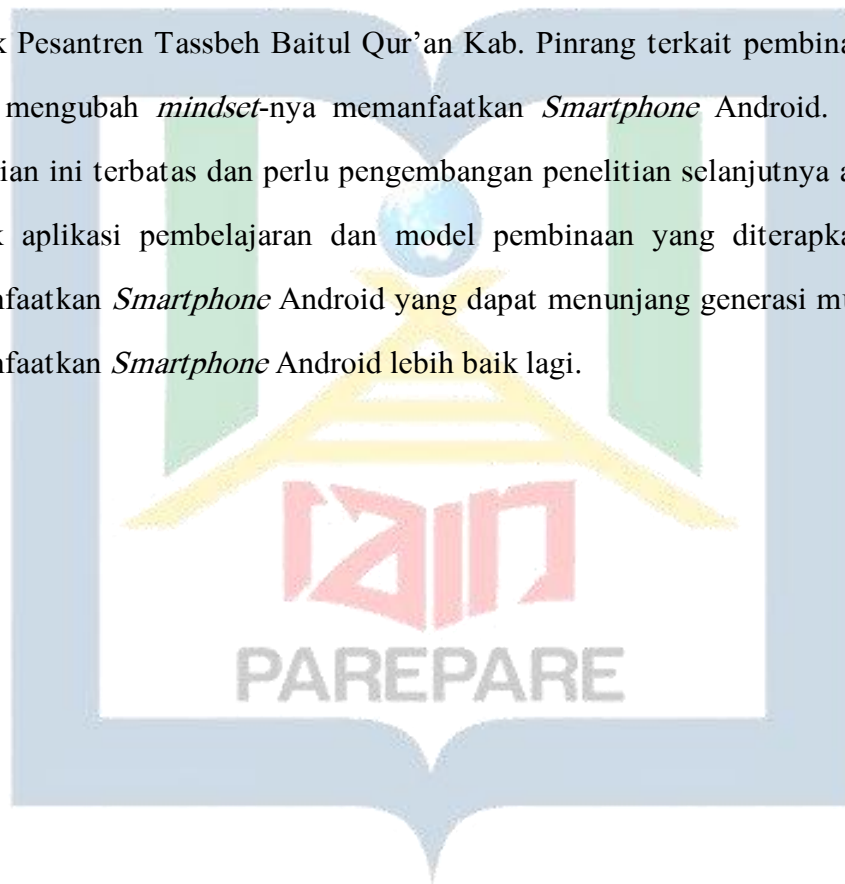 k Pesantren Tassbeh Baitul Qur’an Kab. Pinrang terkait pembina
mengubah mindset-nya memanfaatkan Smartphone Android.
ian ini terbatas dan perlu pengembangan penelitian selanjutnya a
k aplikasi pembelajaran dan model pembinaan yang diterapka
nfaatkan Smartphone Android yang dapat menunjang generasi mu
nfaatkan Smartphone Android lebih baik lagi.
iain
PAREPARE